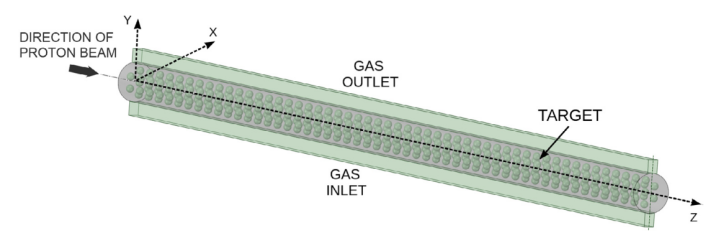 Y
X
DIRECTION OF
PROTON BEAM
GAS
OUTLET
TARGET
GAS
INLET
Z